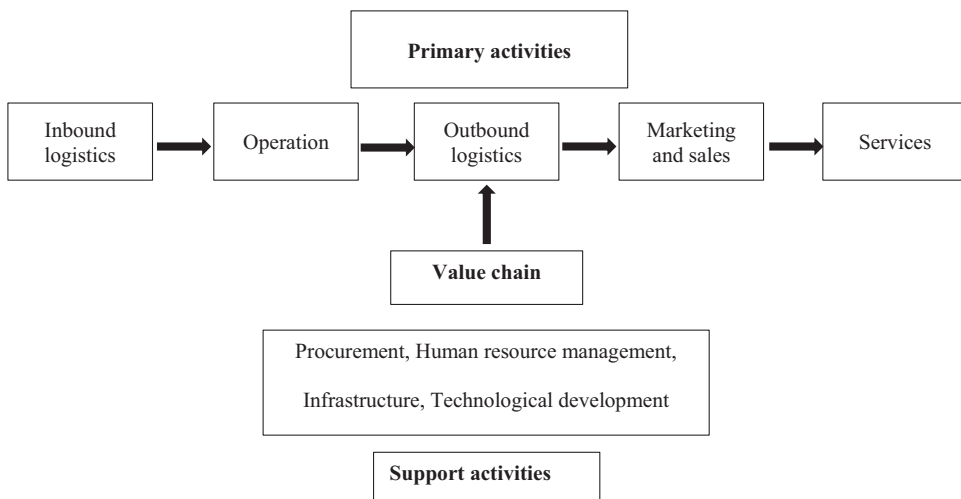 Primary activities
Inbound
logistics
Operation
Outbound
logistics
Marketing
and sales
Services
Value chain
Procurement, Human resource management,
Infrastructure, Technological development
Support activities